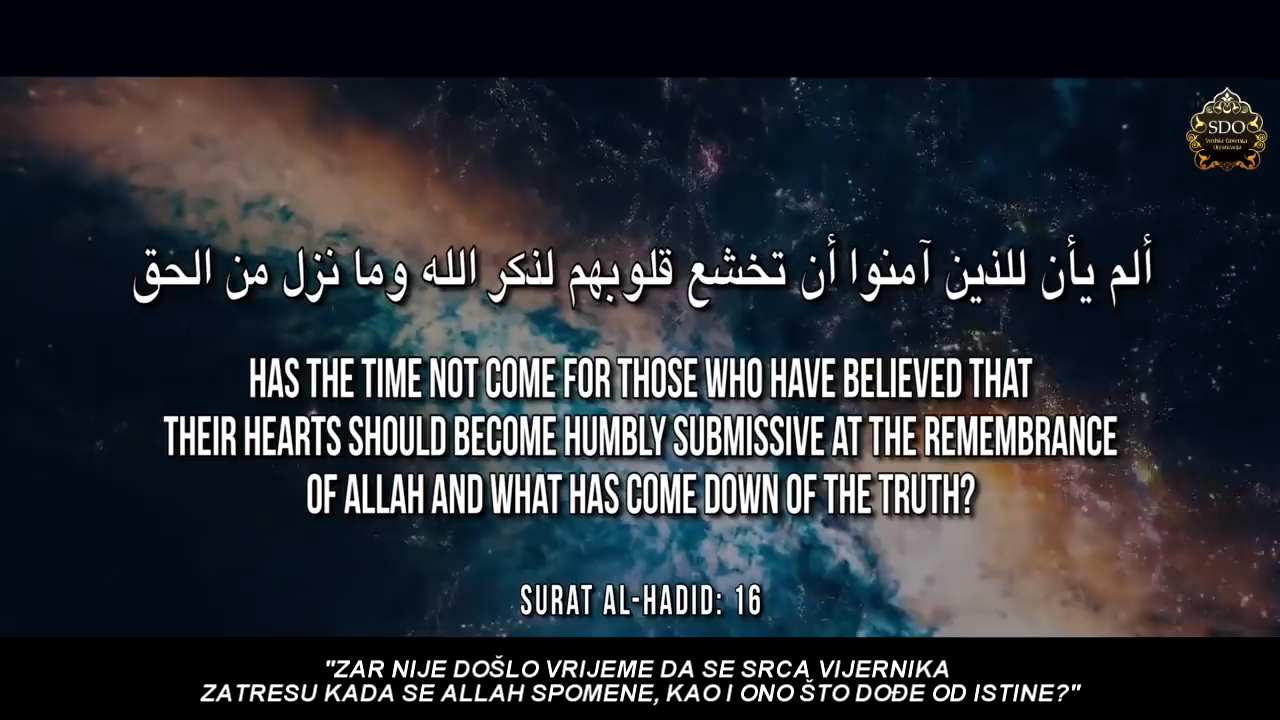 SDO
ألم يأن للذين آمنوا أن تخشع قلوبهم لذكر الله وما نزل من الحق
HAS THE TIME NOT COME FOR THOSE WHO HAVE BELIEVED THAT
THEIR HEARTS SHOULD BECOME HUMBLY SUBMISSIVE AT THE REMEMBRANCE
OF ALLAH AND WHAT HAS COME DOWN OF THE TRUTH?
SURAT AL-HADID: 16
"ZAR NIJE DOŠLO VRIJEME DA SE SRCA VIJERNIKA
ZATRESU KADA SE ALLAH SPOMENE, KAO I ONO ŠTO DOĐE OD ISTINE?"